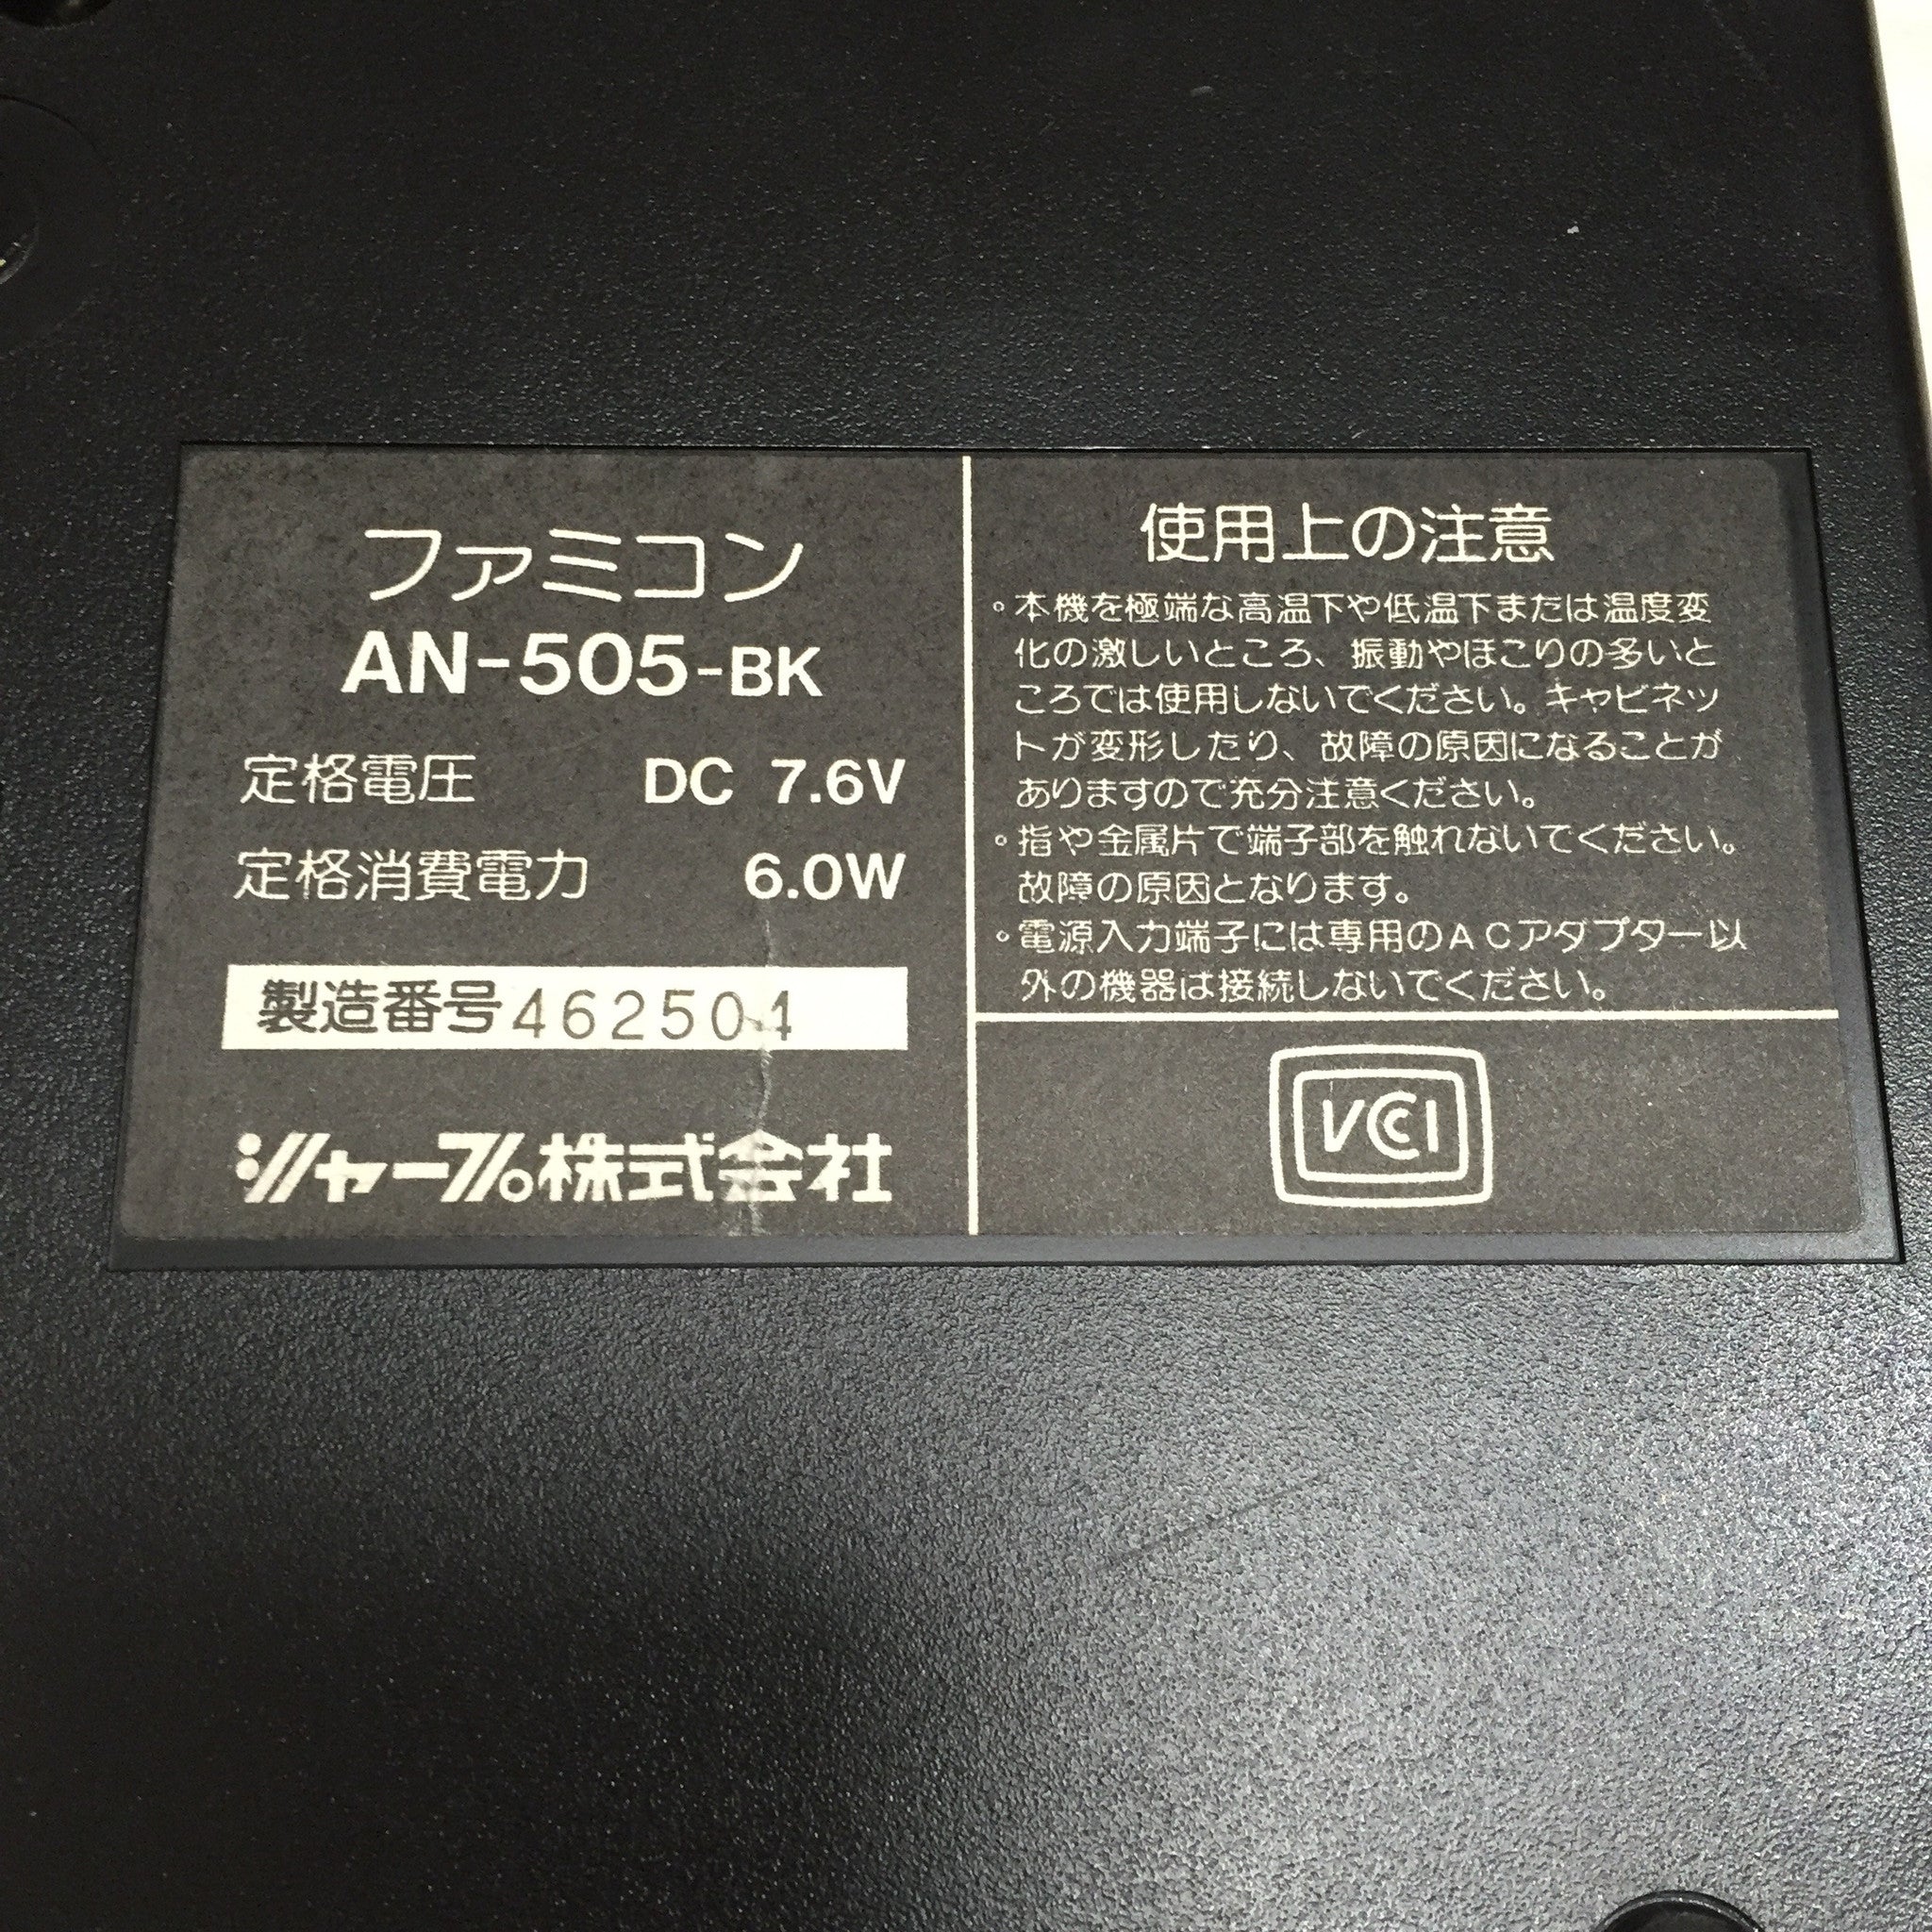 ファミコン
AN-505-BK
定格電圧 DC 7.6V
定格消費電力 6.0W
製造番号 4625041
シャープ株式会社
使用上の注意
。本機を極端な高温下や低温下または温度変
化の激しいところ、振動やほこりの多いと
ころでは使用しないでください。キャビネッ
トが変形したり、故障の原因になることが
ありますので充分注意ください。
。指や金属片で端子部を触れないでください。
故障の原因となります。
。電源入力端子には専用のACアダプター以
外の機器は接続しないでください。
VCCI